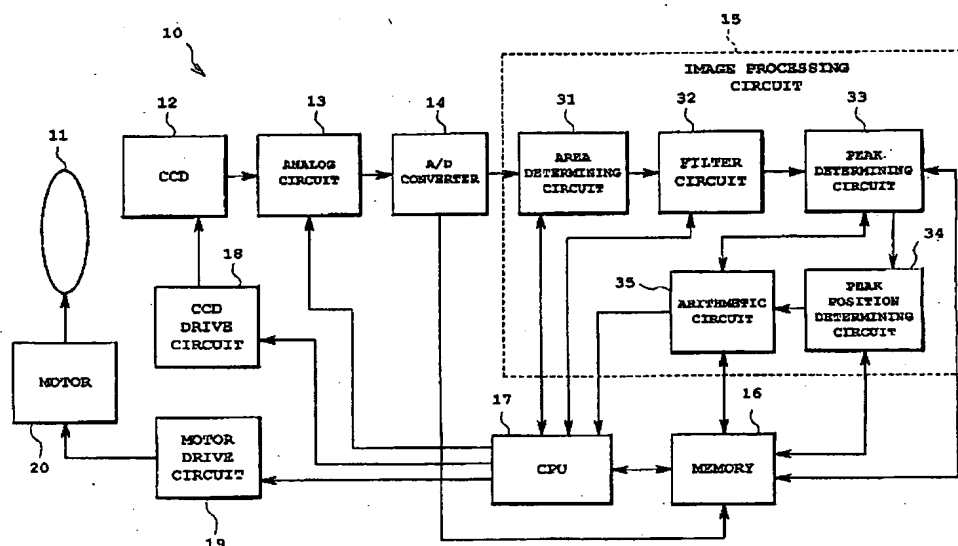 10
15
IMAGE PROCESSING
CIRCUIT
11
12
13
14
31
32
33
CCD
ANALOG
CIRCUIT
A/D
CONVERTER
AREA
DETERMINING
CIRCUIT
FILTER
CIRCUIT
PEAK
DETERMINING
CIRCUIT
18
35
34
CCD
DRIVE
CIRCUIT
ARITHMETIC
CIRCUIT
PEAK
POSITION
DETERMINING
CIRCUIT
MOTOR
20
MOTOR
DRIVE
CIRCUIT
19
17
CPU
16
MEMORY